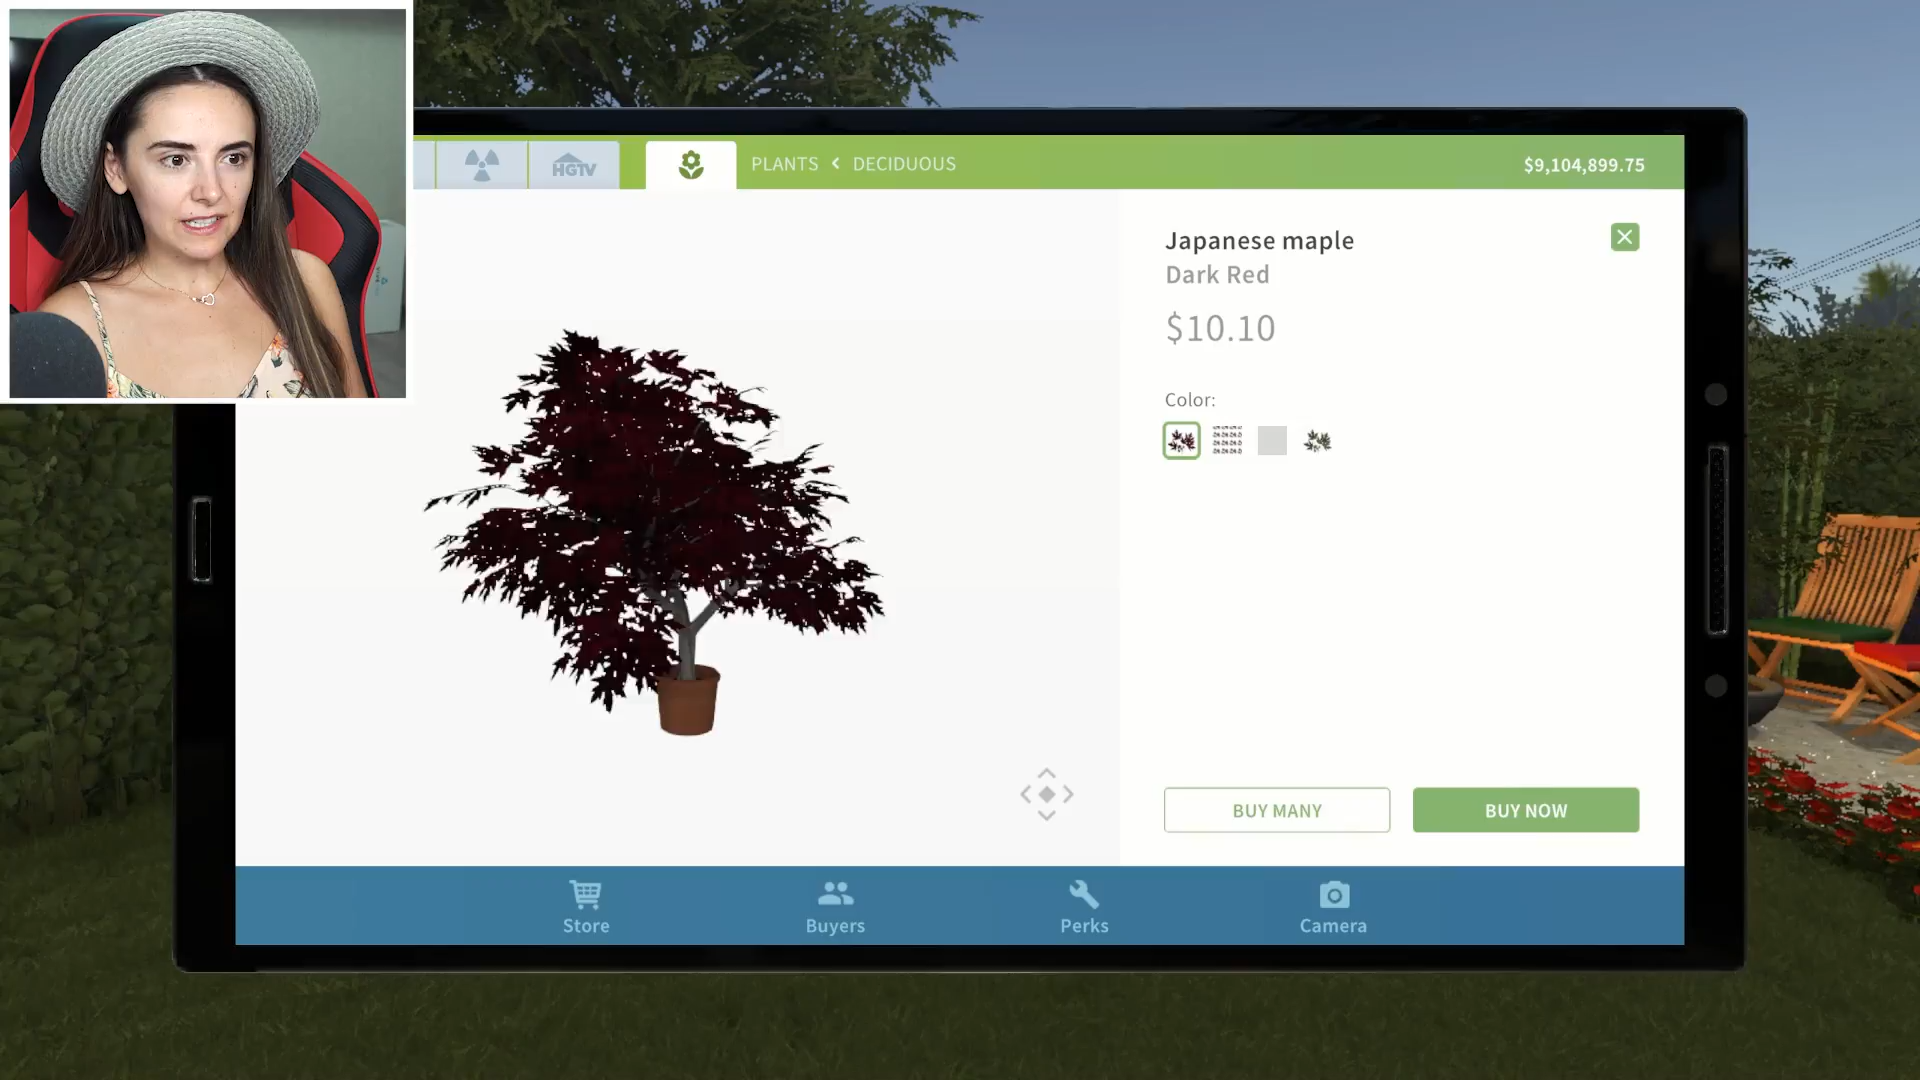 HGTV
PLANTS < DECIDUOUS
$9,104,899.75
Japanese maple
Dark Red
$10.10
Color:
BUY MANY
BUY NOW
Store
Buyers
Perks
Camera